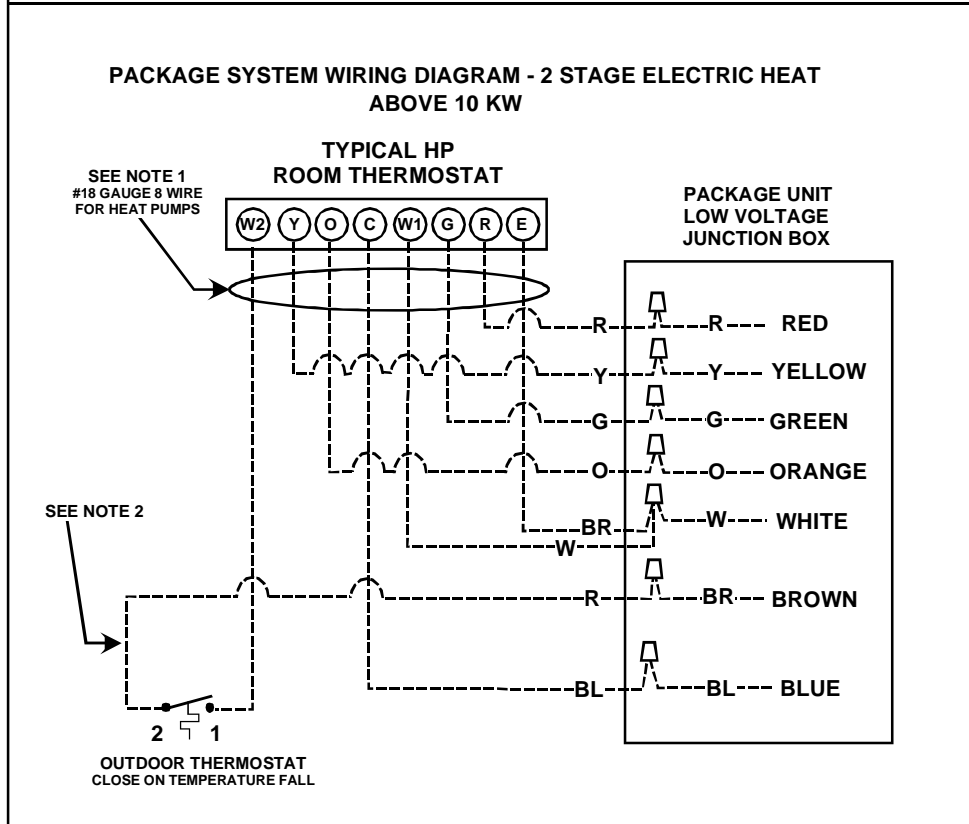 PACKAGE SYSTEM WIRING DIAGRAM - 2 STAGE ELECTRIC HEAT
ABOVE 10 KW
TYPICAL HP
ROOM THERMOSTAT
SEE NOTE 1
#18 GAUGE 8 WIRE
FOR HEAT PUMPS
PACKAGE UNIT
LOW VOLTAGE
JUNCTION BOX
W2 Y O C W1 G R E
R R RED
Y Y YELLOW
G G GREEN
O O ORANGE
BR W WHITE
W
SEE NOTE 2
R BR BROWN
BL BL BLUE
2 1
OUTDOOR THERMOSTAT
CLOSE ON TEMPERATURE FALL